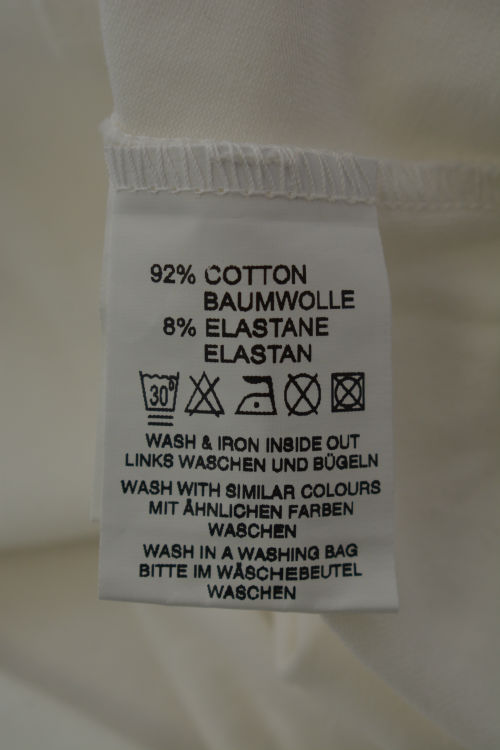 92% COTTON
BAUMWOLLE
8% ELASTANE
ELASTAN
30°
WASH & IRON INSIDE OUT
LINKS WASCHEN UND BÜGELN
WASH WITH SIMILAR COLOURS
MIT ÄHNLICHEN FARBEN
WASCHEN
WASH IN A WASHING BAG
BITTE IM WÄSCHEBEUTEL
WASCHEN